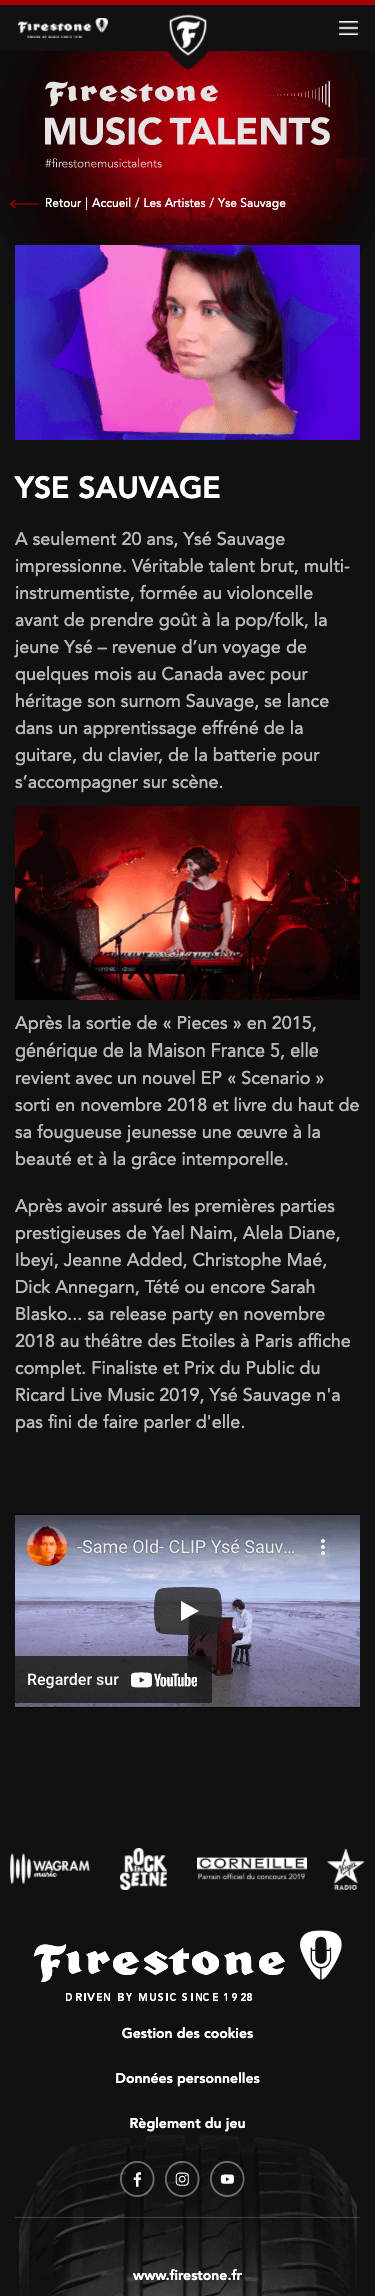 Firestone
DRIVEN BY MUSIC SINCE 1928
F
Firestone
MUSIC TALENTS
#firestonemusictalents
Retour | Accueil / Les Artistes / Yse Sauvage
YSE SAUVAGE
A seulement 20 ans, Ysé Sauvage
impressionne. Véritable talent brut, multi-
instrumentiste, formée au violoncelle
avant de prendre goût à la pop/folk, la
jeune Ysé – revenue d’un voyage de
quelques mois au Canada avec pour
héritage son surnom Sauvage, se lance
dans un apprentissage effréné de la
guitare, du clavier, de la batterie pour
s’accompagner sur scène.
Après la sortie de « Pieces » en 2015,
générique de la Maison France 5, elle
revient avec un nouvel EP « Scenario »
sorti en novembre 2018 et livre du haut de
sa fougueuse jeunesse une œuvre à la
beauté et à la grâce intemporelle.
Après avoir assuré les premières parties
prestigieuses de Yael Naim, Alela Diane,
Ibeyi, Jeanne Added, Christophe Maé,
Dick Annegarn, Tété ou encore Sarah
Blasko... sa release party en novembre
2018 au théâtre des Etoiles à Paris affiche
complet. Finaliste et Prix du Public du
Ricard Live Music 2019, Ysé Sauvage n'a
pas fini de faire parler d'elle.
-Same Old- CLIP Ysé Sauv...
Regarder sur YouTube
WAGRAM
music
ROCK
EN
SEINE
CORNEILLE
Parrain officiel du concours 2019
Virgin
RADIO
Firestone
DRIVEN BY MUSIC SINCE 1928
Gestion des cookies
Données personnelles
Règlement du jeu
www.firestone.fr